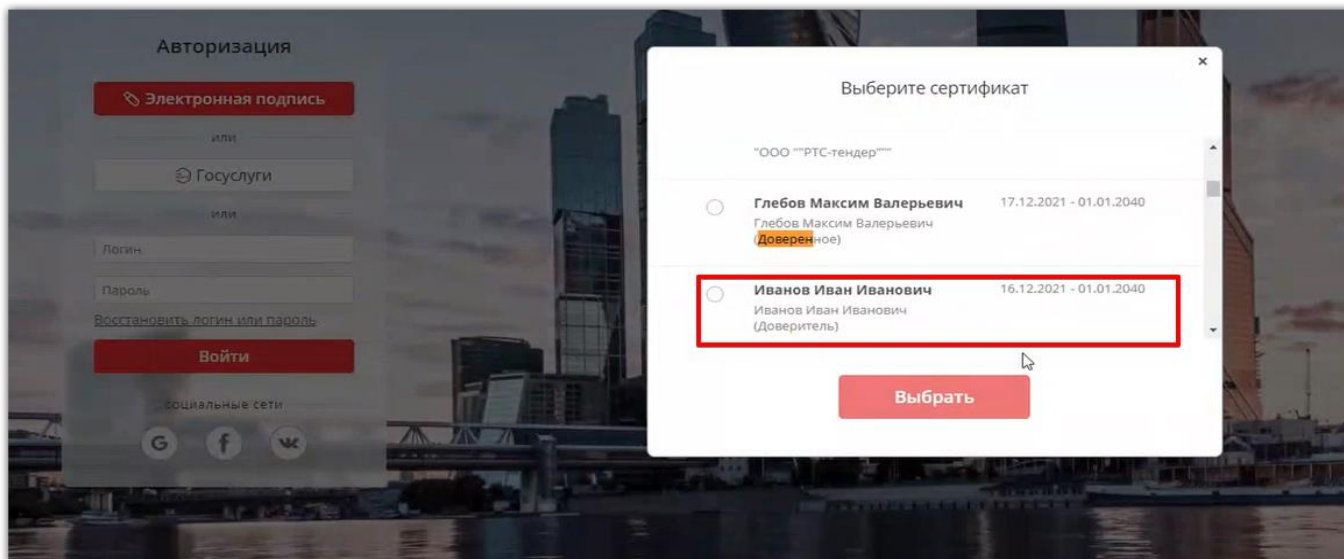 Авторизация
Электронная подпись
или
Госуслуги
или
Логин
Пароль
Восстановить логин или пароль
Войти
социальные сети
Выберите сертификат
"ООО ""РТС-тендер"""
Глебов Максим Валерьевич 17.12.2021 - 01.01.2040
Глебов Максим Валерьевич
(Доверенное)
Иванов Иван Иванович 16.12.2021 - 01.01.2040
Иванов Иван Иванович
(Доверитель)
Выбрать